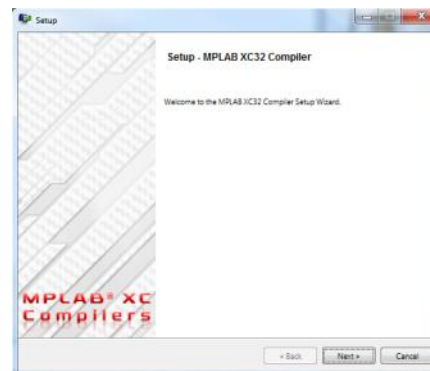 Setup
Setup - MPLAB XC32 Compiler
Welcome to the MPLAB XC32 Compiler Setup Wizard.
MPLAB® XC
Compilers
< Back Next > Cancel